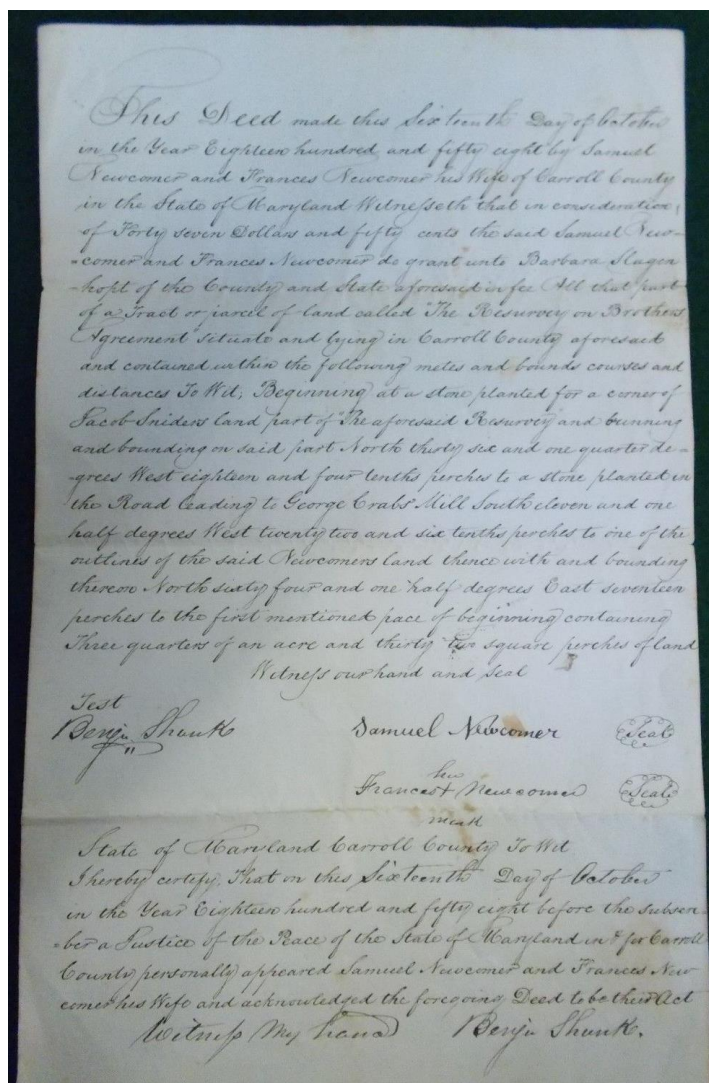 This Deed made this Sixteenth Day of October
in the Year Eighteen hundred and fifty eight by Samuel
Newcomer and Frances Newcomer his Wife of Carroll County
in the State of Maryland Witnesseth that in consideration
of Forty seven Dollars and fifty cents the said Samuel New-
-comer and Frances Newcomer do grant unto Barbara Slagen
-hopt of the County and State aforesaid in fee All that part
of a Tract or parcel of land called "The Resurvey on Brothers
Agreement situate and lying in Carroll County aforesaid
and contained within the following metes and bounds courses and
distances To Wit, Beginning at a stone planted for a corner of
Jacob Sniders land part of "The aforesaid Resurvey" and running
and bounding on said part North thirty six and one quarter de-
-grees West eighteen and four tenths perches to a stone planted in
the Road leading to George Crabs Mill South eleven and one
half degrees West twenty two and six tenths perches to one of the
outlines of the said Newcomers land thence with and bounding
thereon North sixty four and one half degrees East seventeen
perches to the first mentioned pace of beginning containing
Three quarters of an acre and thirty two square perches of land
Witness our hand and seal
Test
Benjn Shunk
Samuel Newcomer Seal
her
Frances + Newcomer Seal
mark
State of Maryland Carroll County To Wit
I hereby certify, That on this Sixteenth Day of October
in the Year Eighteen hundred and fifty eight before the subscri-
-ber a Justice of the Peace of the State of Maryland in & for Carroll
County personally appeared Samuel Newcomer and Frances New
comer his Wife and acknowledged the foregoing Deed to be their Act
Witness My hand Benjn Shunk.